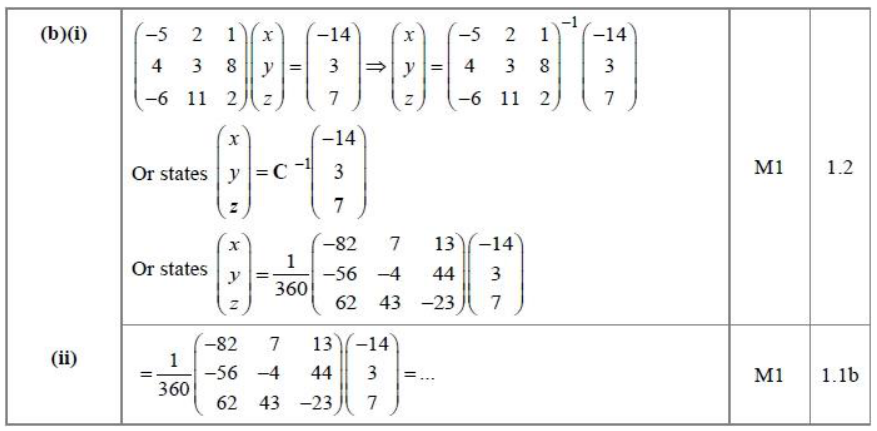 (b)(i) (−5 2 1; 4 3 8; −6 11 2)(x; y; z) = (−14; 3; 7) ⇒ (x; y; z) = (−5 2 1; 4 3 8; −6 11 2)⁻¹(−14; 3; 7)
Or states (x; y; z) = C ⁻¹(−14; 3; 7) M1 1.2
Or states (x; y; z) = 1/360 (−82 7 13; −56 −4 44; 62 43 −23)(−14; 3; 7)
(ii) = 1/360 (−82 7 13; −56 −4 44; 62 43 −23)(−14; 3; 7) = ... M1 1.1b